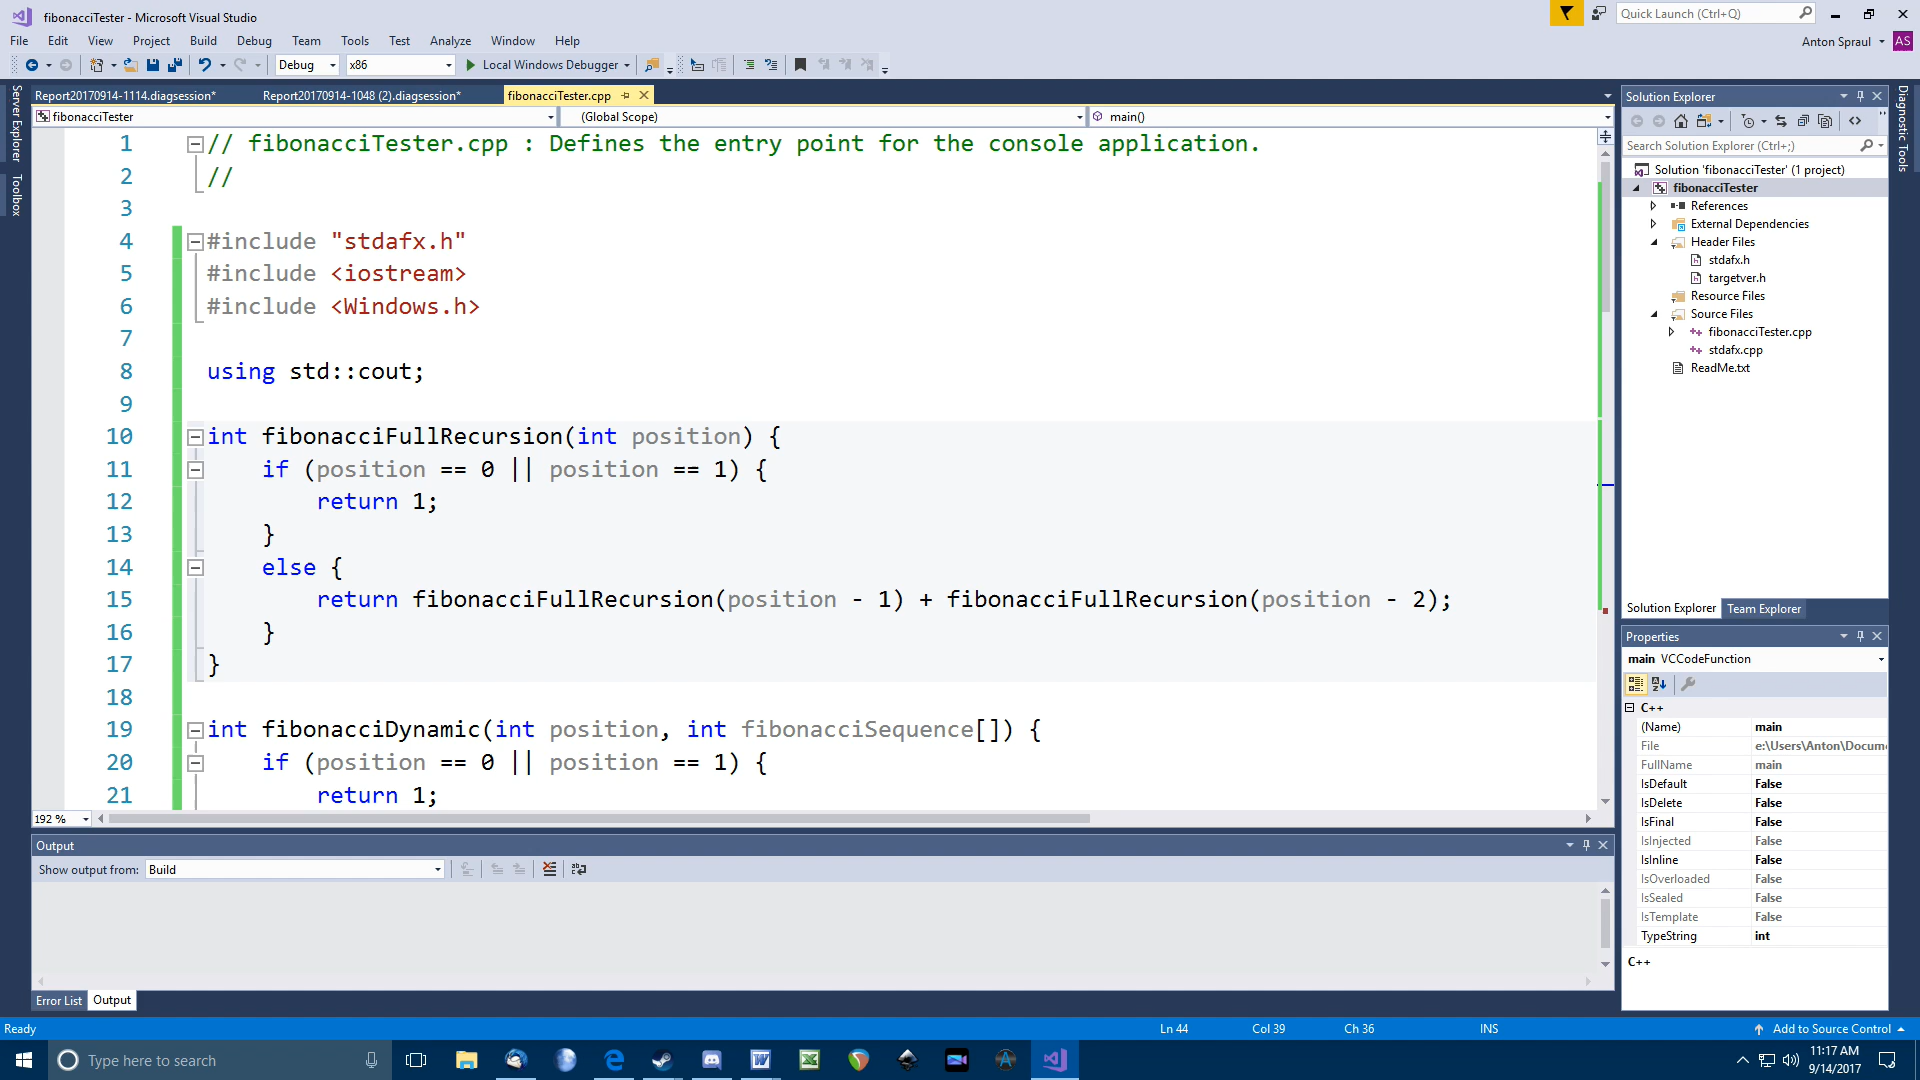 fibonacciTester - Microsoft Visual Studio
Quick Launch (Ctrl+Q)
File Edit View Project Build Debug Team Tools Test Analyze Window Help
Anton Spraul AS
Debug x86 Local Windows Debugger
Server Explorer
Toolbox
Report20170914-1114.diagsession* Report20170914-1048 (2).diagsession* fibonacciTester.cpp
fibonacciTester (Global Scope) main()
1 // fibonacciTester.cpp : Defines the entry point for the console application.
2 //
3
4 #include "stdafx.h"
5 #include <iostream>
6 #include <Windows.h>
7
8 using std::cout;
9
10 int fibonacciFullRecursion(int position) {
11 if (position == 0 || position == 1) {
12 return 1;
13 }
14 else {
15 return fibonacciFullRecursion(position - 1) + fibonacciFullRecursion(position - 2);
16 }
17 }
18
19 int fibonacciDynamic(int position, int fibonacciSequence[]) {
20 if (position == 0 || position == 1) {
21 return 1;
192 %
Output
Show output from: Build
Error List Output
Solution Explorer
Search Solution Explorer (Ctrl+;)
Solution 'fibonacciTester' (1 project)
fibonacciTester
References
External Dependencies
Header Files
stdafx.h
targetver.h
Resource Files
Source Files
fibonacciTester.cpp
stdafx.cpp
ReadMe.txt
Solution Explorer Team Explorer
Properties
main VCCodeFunction
C++
(Name) main
File e:\Users\Anton\Docum
FullName main
IsDefault False
IsDelete False
IsFinal False
IsInjected False
IsInline False
IsOverloaded False
IsSealed False
IsTemplate False
TypeString int
C++
Diagnostic Tools
Ready Ln 44 Col 39 Ch 36 INS Add to Source Control
Type here to search
11:17 AM
9/14/2017